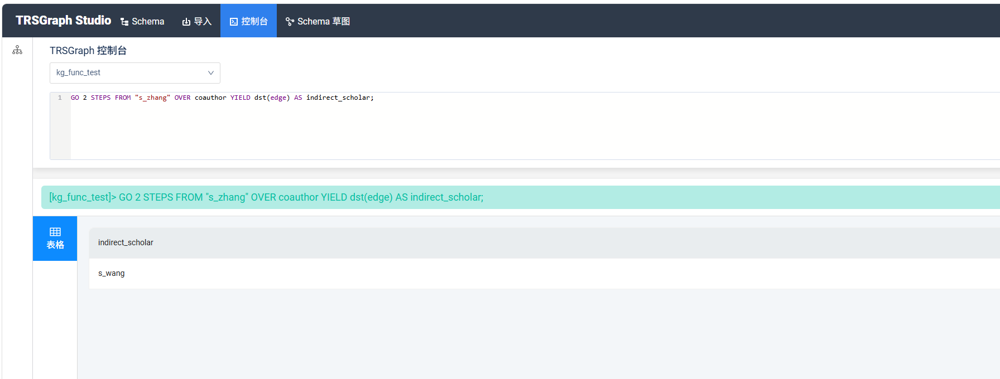 TRSGraph Studio Schema 导入 控制台 Schema 草图
TRSGraph 控制台
kg_func_test
1 GO 2 STEPS FROM "s_zhang" OVER coauthor YIELD dst(edge) AS indirect_scholar;
[kg_func_test]> GO 2 STEPS FROM "s_zhang" OVER coauthor YIELD dst(edge) AS indirect_scholar;
表格
indirect_scholar
s_wang